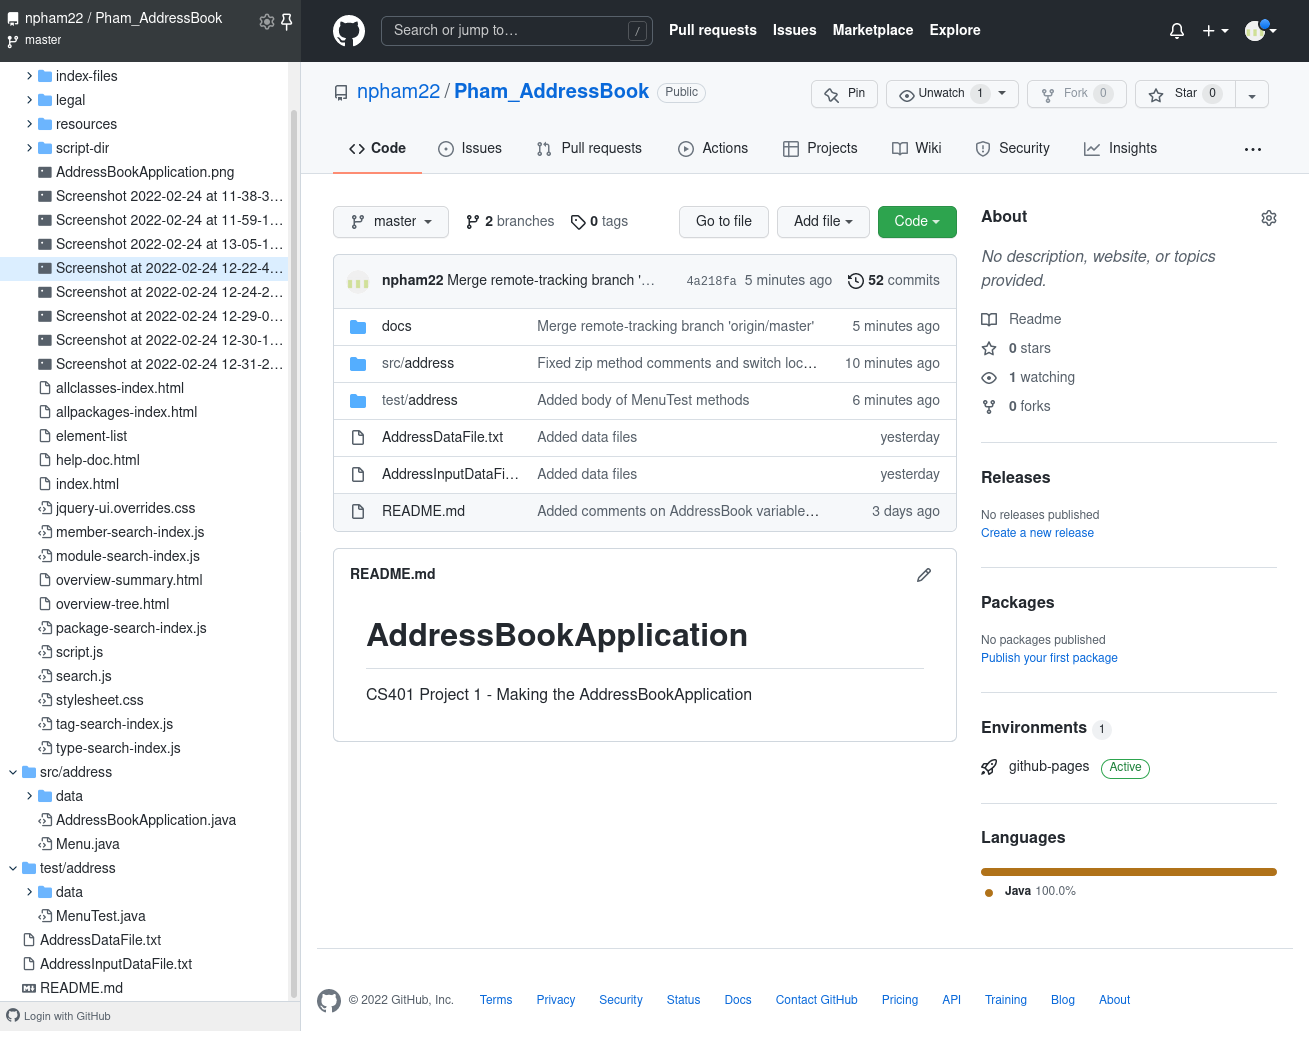 npham22 / Pham_AddressBook
master
index-files
legal
resources
script-dir
AddressBookApplication.png
Screenshot 2022-02-24 at 11-38-3…
Screenshot 2022-02-24 at 11-59-1…
Screenshot 2022-02-24 at 13-05-1…
Screenshot at 2022-02-24 12-22-4…
Screenshot at 2022-02-24 12-24-2…
Screenshot at 2022-02-24 12-29-0…
Screenshot at 2022-02-24 12-30-1…
Screenshot at 2022-02-24 12-31-2…
allclasses-index.html
allpackages-index.html
element-list
help-doc.html
index.html
jquery-ui.overrides.css
member-search-index.js
module-search-index.js
overview-summary.html
overview-tree.html
package-search-index.js
script.js
search.js
stylesheet.css
tag-search-index.js
type-search-index.js
src/address
data
AddressBookApplication.java
Menu.java
test/address
data
MenuTest.java
AddressDataFile.txt
AddressInputDataFile.txt
README.md
Login with GitHub
Search or jump to… /
Pull requests Issues Marketplace Explore
npham22 / Pham_AddressBook Public
Pin Unwatch 1 Fork 0 Star 0
Code Issues Pull requests Actions Projects Wiki Security Insights
master 2 branches 0 tags Go to file Add file Code
npham22 Merge remote-tracking branch '… 4a218fa 5 minutes ago 52 commits
docs Merge remote-tracking branch 'origin/master' 5 minutes ago
src/address Fixed zip method comments and switch loc… 10 minutes ago
test/address Added body of MenuTest methods 6 minutes ago
AddressDataFile.txt Added data files yesterday
AddressInputDataFi… Added data files yesterday
README.md Added comments on AddressBook variable… 3 days ago
README.md
AddressBookApplication
CS401 Project 1 - Making the AddressBookApplication
About
No description, website, or topics
provided.
Readme
0 stars
1 watching
0 forks
Releases
No releases published
Create a new release
Packages
No packages published
Publish your first package
Environments 1
github-pages Active
Languages
Java 100.0%
© 2022 GitHub, Inc. Terms Privacy Security Status Docs Contact GitHub Pricing API Training Blog About